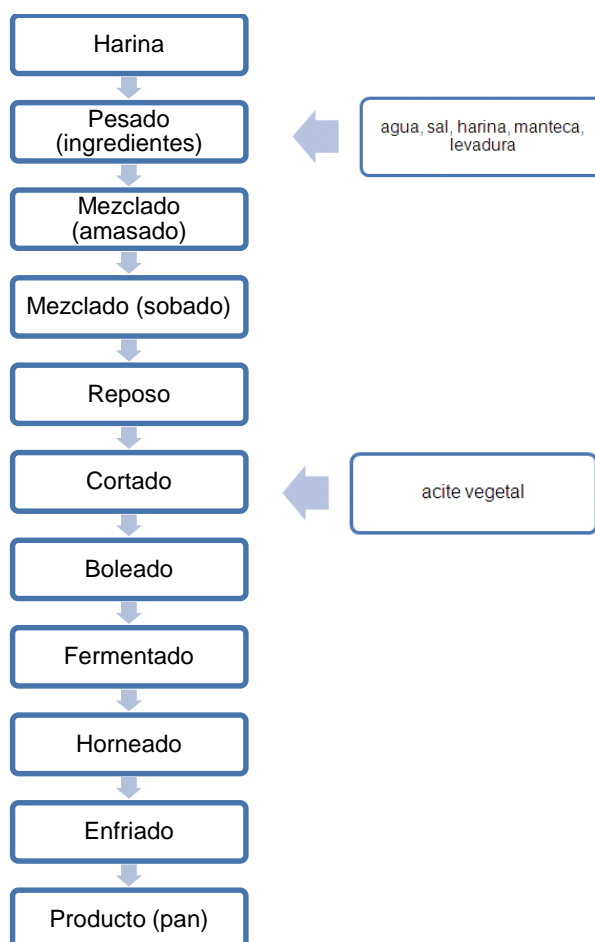 Harina
Pesado
(ingredientes)
agua, sal, harina, manteca,
levadura
Mezclado
(amasado)
Mezclado (sobado)
Reposo
Cortado
acite vegetal
Boleado
Fermentado
Horneado
Enfriado
Producto (pan)